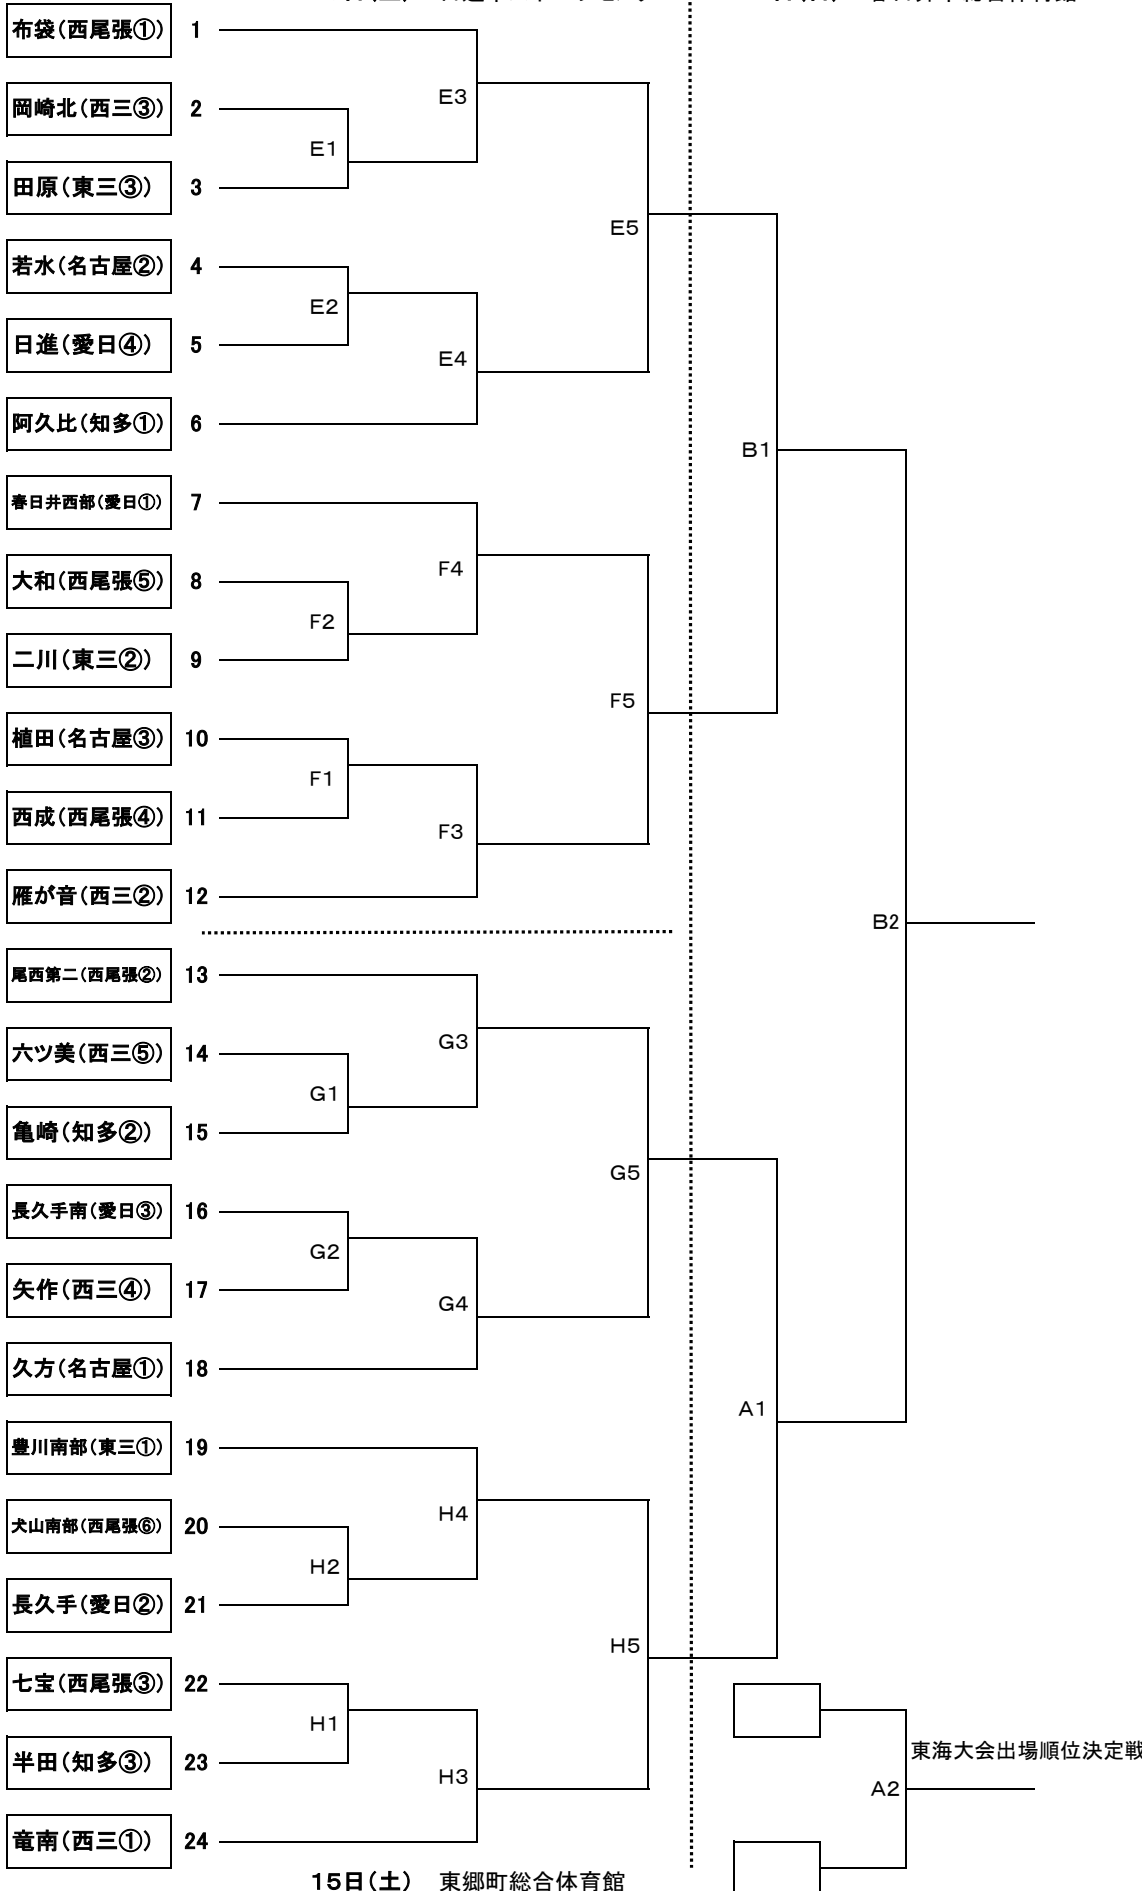 布袋(西尾張①) 1
E3
岡崎北(西三③) 2
E1
田原(東三③) 3
E5
若水(名古屋②) 4
E2
日進(愛日④) 5
E4
阿久比(知多①) 6
B1
春日井西部(愛日①) 7
F4
大和(西尾張⑤) 8
F2
二川(東三②) 9
F5
植田(名古屋③) 10
F1
西成(西尾張④) 11
F3
雁が音(西三②) 12
B2
尾西第二(西尾張②) 13
G3
六ツ美(西三⑤) 14
G1
亀崎(知多②) 15
G5
長久手南(愛日③) 16
G2
矢作(西三④) 17
G4
久方(名古屋①) 18
A1
豊川南部(東三①) 19
H4
犬山南部(西尾張⑥) 20
H2
長久手(愛日②) 21
H5
七宝(西尾張③) 22
H1
半田(知多③) 23
東海大会出場順位決定戦
H3
A2
竜南(西三①) 24
15日(土) 東郷町総合体育館